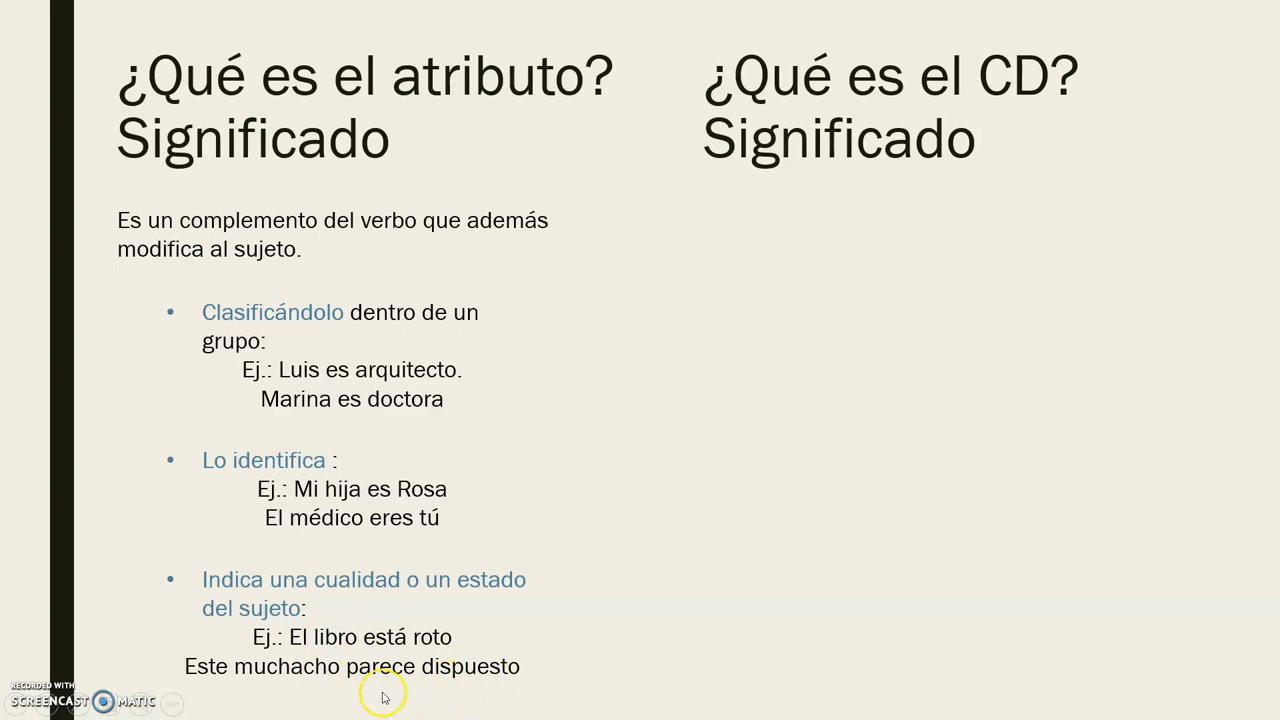 ¿Qué es el atributo?
Significado
Es un complemento del verbo que además
modifica al sujeto.
• Clasificándolo dentro de un
grupo:
Ej.: Luis es arquitecto.
Marina es doctora
• Lo identifica :
Ej.: Mi hija es Rosa
El médico eres tú
• Indica una cualidad o un estado
del sujeto:
Ej.: El libro está roto
Este muchacho parece dispuesto
¿Qué es el CD?
Significado
RECORDED WITH
SCREENCAST MATIC